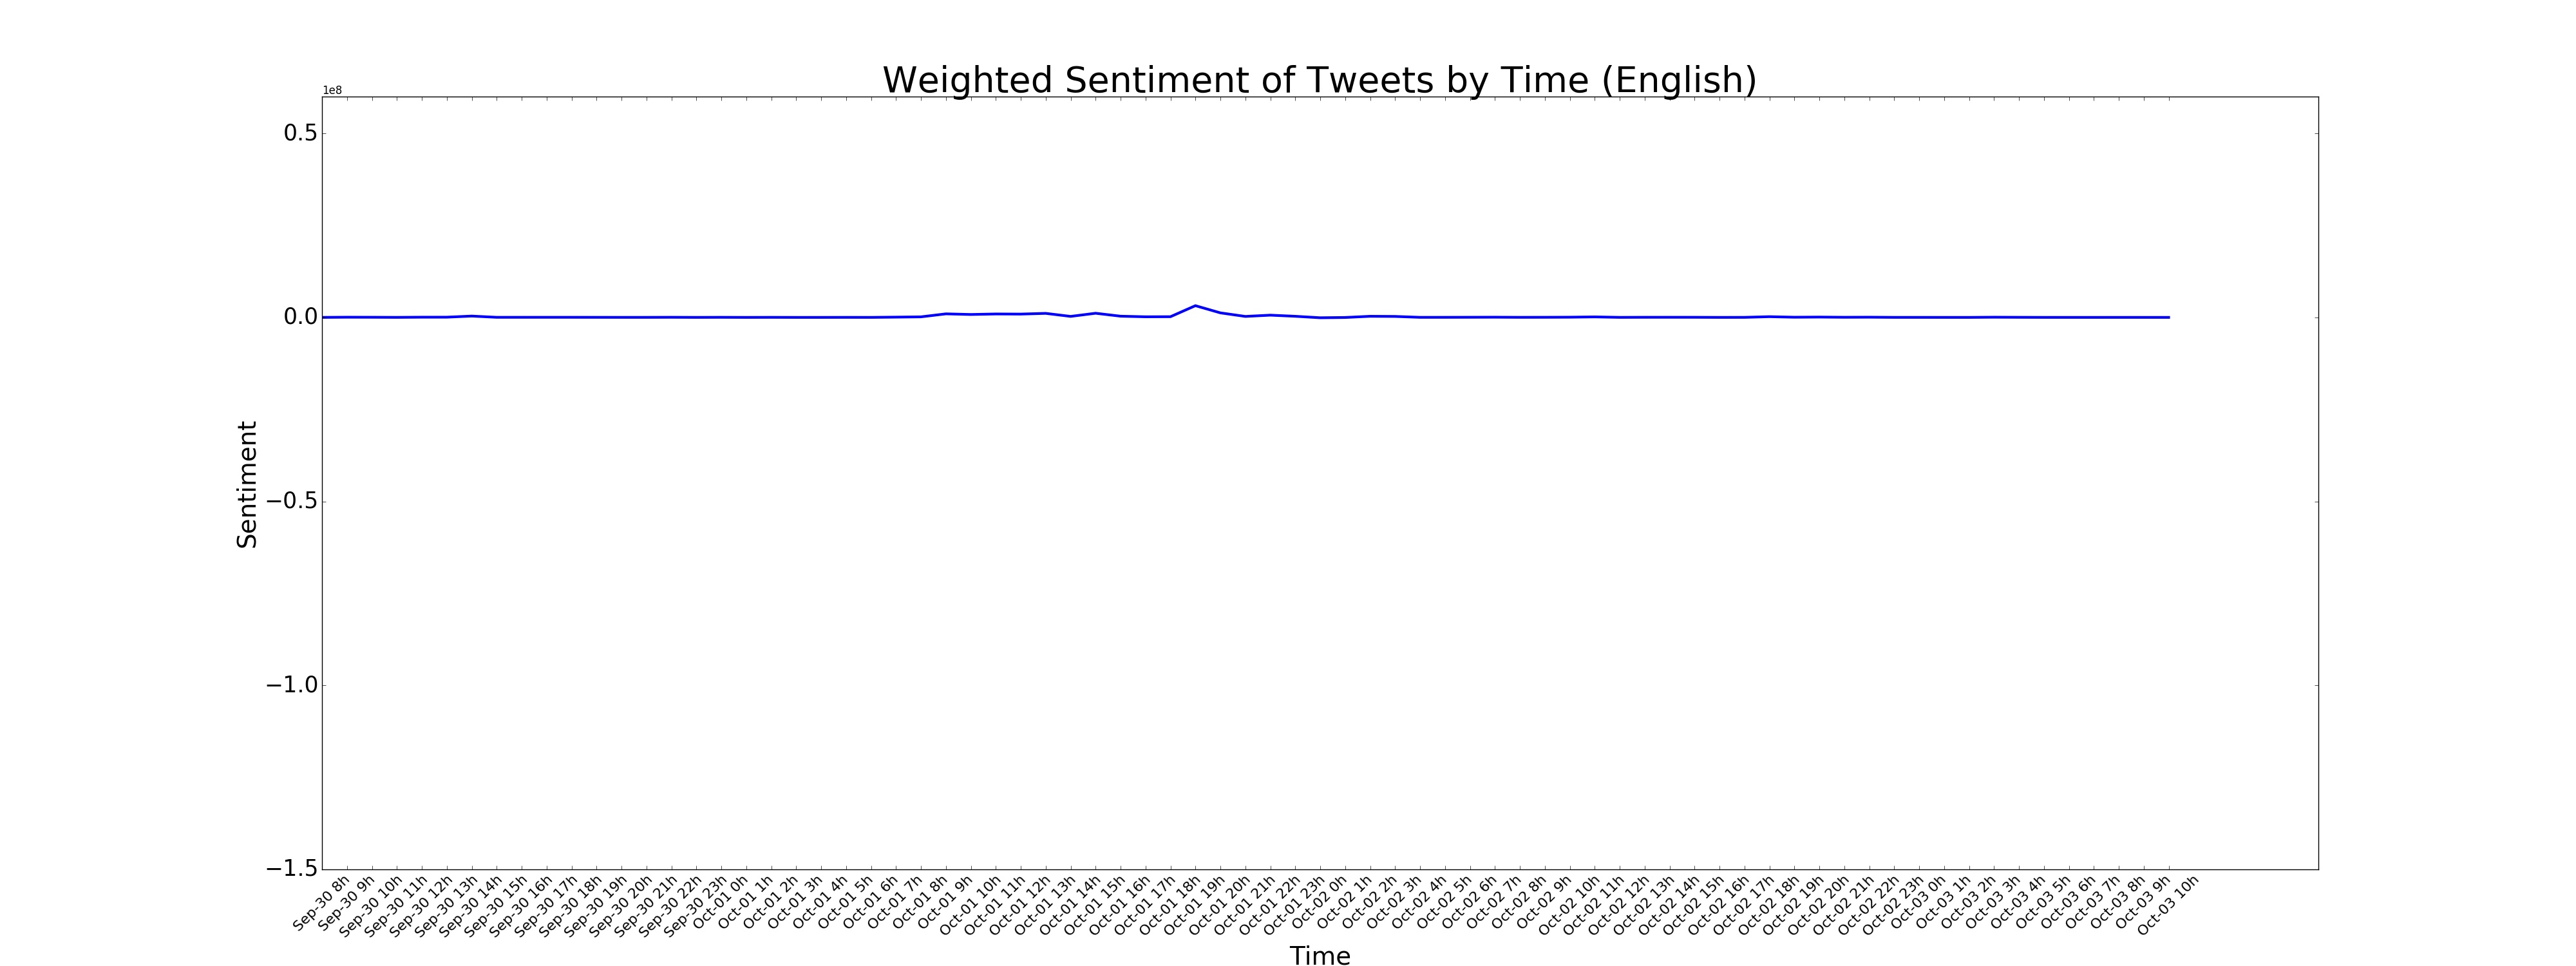 Weighted Sentiment of Tweets by Time (English)
1e8
0.5
0.0
−0.5
−1.0
−1.5
Sentiment
Sep-30 8h
Sep-30 9h
Sep-30 10h
Sep-30 11h
Sep-30 12h
Sep-30 13h
Sep-30 14h
Sep-30 15h
Sep-30 16h
Sep-30 17h
Sep-30 18h
Sep-30 19h
Sep-30 20h
Sep-30 21h
Sep-30 22h
Sep-30 23h
Oct-01 0h
Oct-01 1h
Oct-01 2h
Oct-01 3h
Oct-01 4h
Oct-01 5h
Oct-01 6h
Oct-01 7h
Oct-01 8h
Oct-01 9h
Oct-01 10h
Oct-01 11h
Oct-01 12h
Oct-01 13h
Oct-01 14h
Oct-01 15h
Oct-01 16h
Oct-01 17h
Oct-01 18h
Oct-01 19h
Oct-01 20h
Oct-01 21h
Oct-01 22h
Oct-01 23h
Oct-02 0h
Oct-02 1h
Oct-02 2h
Oct-02 3h
Oct-02 4h
Oct-02 5h
Oct-02 6h
Oct-02 7h
Oct-02 8h
Oct-02 9h
Oct-02 10h
Oct-02 11h
Oct-02 12h
Oct-02 13h
Oct-02 14h
Oct-02 15h
Oct-02 16h
Oct-02 17h
Oct-02 18h
Oct-02 19h
Oct-02 20h
Oct-02 21h
Oct-02 22h
Oct-02 23h
Oct-03 0h
Oct-03 1h
Oct-03 2h
Oct-03 3h
Oct-03 4h
Oct-03 5h
Oct-03 6h
Oct-03 7h
Oct-03 8h
Oct-03 9h
Oct-03 10h
Time